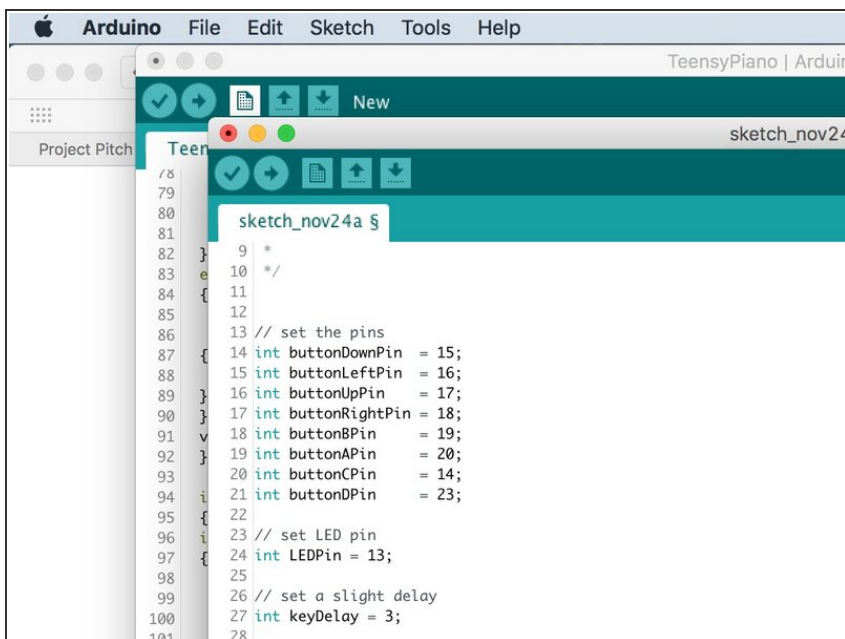 Arduino File Edit Sketch Tools Help
TeensyPiano | Ardui
New
Project Pitch
Teen
sketch_nov24
sketch_nov24a §
78
79
80
81
82 }
83 e
84 {
85
86
87 {
88
89 }
90 }
91 v
92 }
93
94 i
95 {
96 i
97 {
98
99
100
101
9 *
10 */
11
12
13 // set the pins
14 int buttonDownPin = 15;
15 int buttonLeftPin = 16;
16 int buttonUpPin = 17;
17 int buttonRightPin = 18;
18 int buttonBPin = 19;
19 int buttonAPin = 20;
20 int buttonCPin = 14;
21 int buttonDPin = 23;
22
23 // set LED pin
24 int LEDPin = 13;
25
26 // set a slight delay
27 int keyDelay = 3;
28